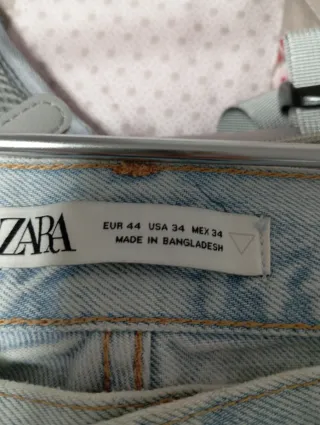 ZARA
EUR 44 USA 34 MEX 34
MADE IN BANGLADESH